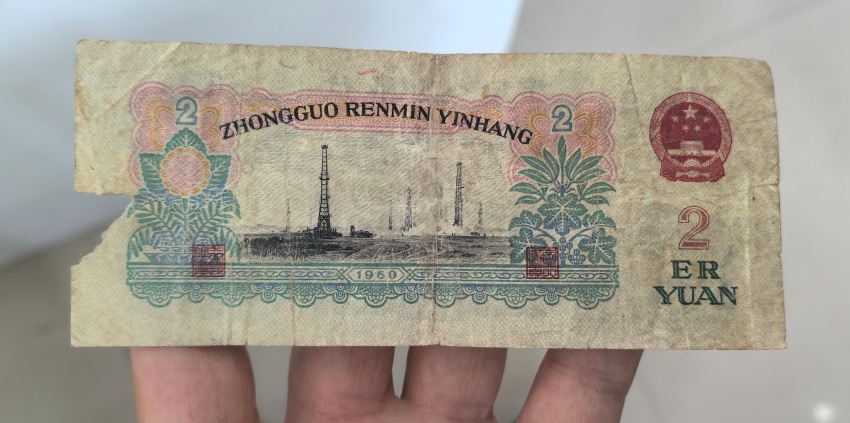 2
ZHONGGUO RENMIN YINHANG
2
1960
2
ER
YUAN